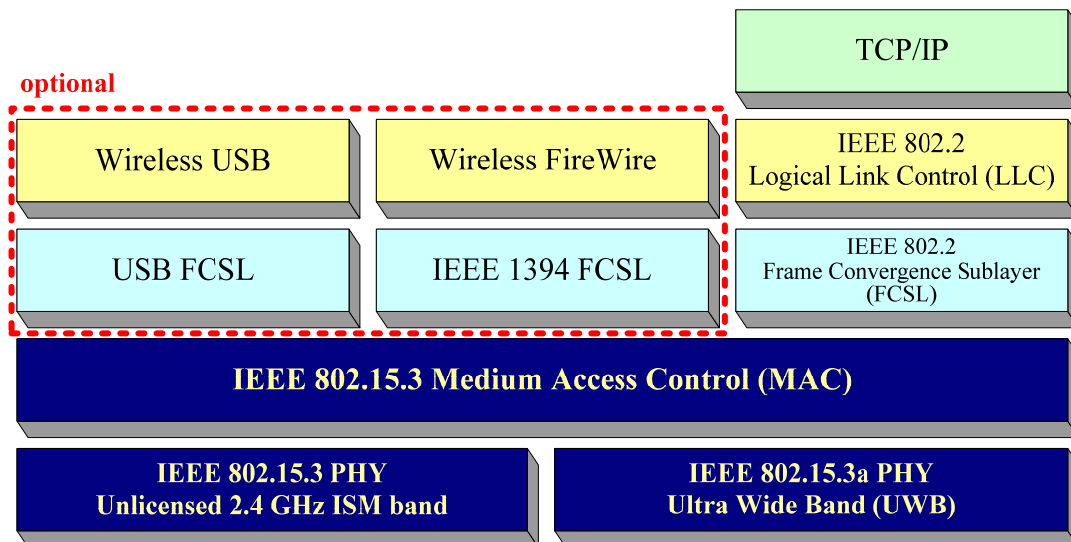 TCP/IP
optional
Wireless USB
Wireless FireWire
IEEE 802.2
Logical Link Control (LLC)
USB FCSL
IEEE 1394 FCSL
IEEE 802.2
Frame Convergence Sublayer
(FCSL)
IEEE 802.15.3 Medium Access Control (MAC)
IEEE 802.15.3 PHY
Unlicensed 2.4 GHz ISM band
IEEE 802.15.3a PHY
Ultra Wide Band (UWB)